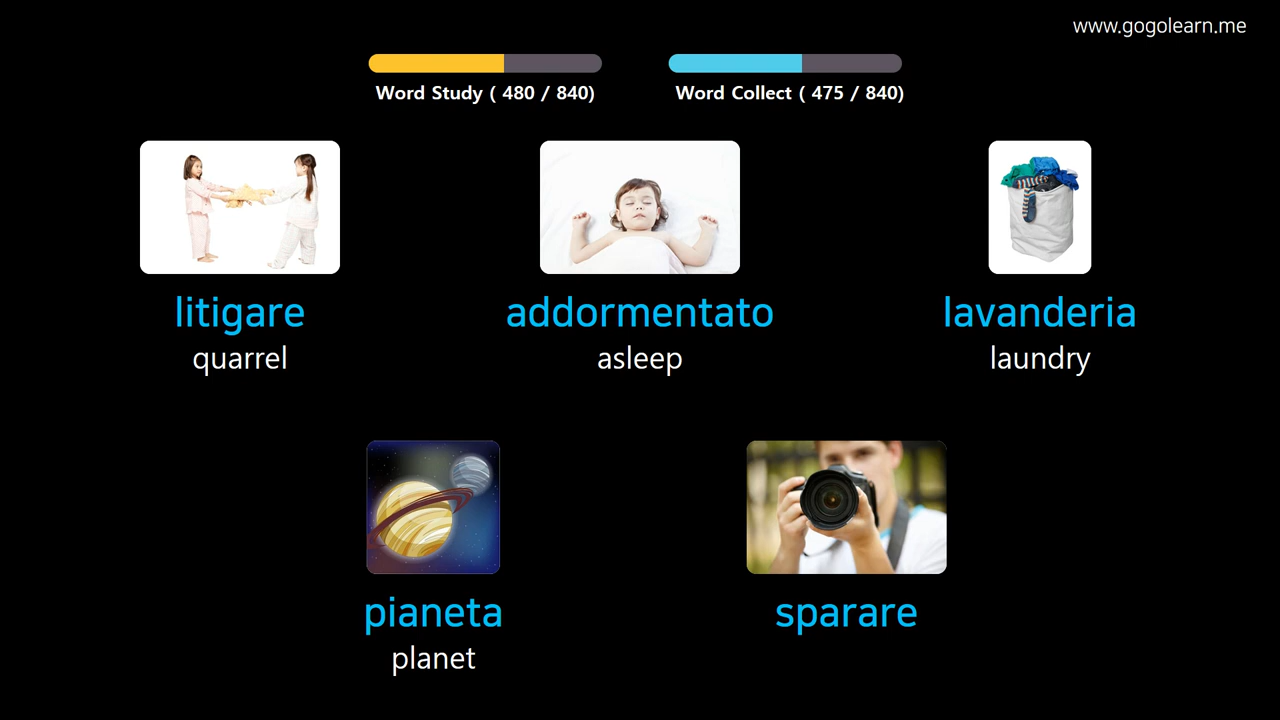 www.gogolearn.me
Word Study ( 480 / 840)
Word Collect ( 475 / 840)
litigare
quarrel
addormentato
asleep
lavanderia
laundry
pianeta
planet
sparare